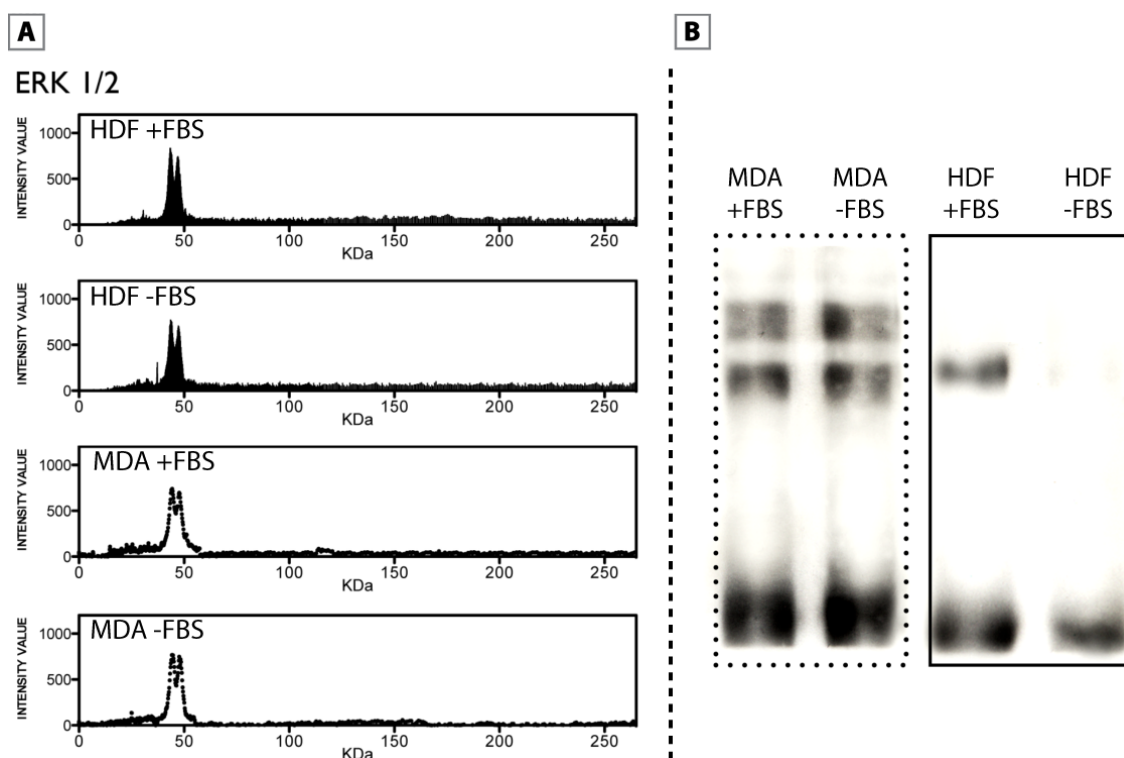 A
B
ERK 1/2
INTENSITY VALUE
1000
500
0
HDF +FBS
0 50 100 150 200 250
KDa
INTENSITY VALUE
1000
500
0
HDF -FBS
0 50 100 150 200 250
KDa
INTENSITY VALUE
1000
500
0
MDA +FBS
0 50 100 150 200 250
KDa
INTENSITY VALUE
1000
500
0
MDA -FBS
0 50 100 150 200 250
KDa
MDA MDA HDF HDF
+FBS -FBS +FBS -FBS